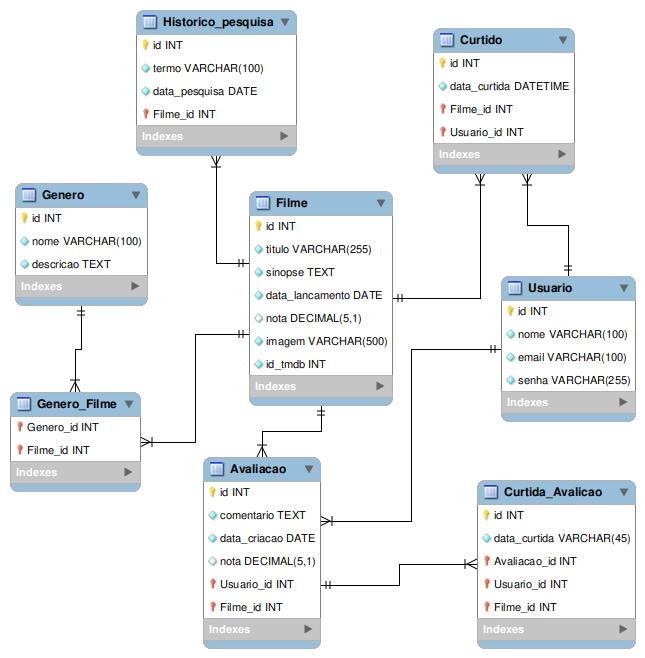 Historico_pesquisa
id INT
termo VARCHAR(100)
data_pesquisa DATE
Filme_id INT
Indexes
Curtido
id INT
data_curtida DATETIME
Filme_id INT
Usuario_id INT
Indexes
Genero
id INT
nome VARCHAR(100)
descricao TEXT
Indexes
Filme
id INT
titulo VARCHAR(255)
sinopse TEXT
data_lancamento DATE
nota DECIMAL(5,1)
imagem VARCHAR(500)
id_tmdb INT
Indexes
Usuario
id INT
nome VARCHAR(100)
email VARCHAR(100)
senha VARCHAR(255)
Indexes
Genero_Filme
Genero_id INT
Filme_id INT
Indexes
Avaliacao
id INT
comentario TEXT
data_criacao DATE
nota DECIMAL(5,1)
Usuario_id INT
Filme_id INT
Indexes
Curtida_Avalicao
id INT
data_curtida VARCHAR(45)
Avaliacao_id INT
Usuario_id INT
Filme_id INT
Indexes